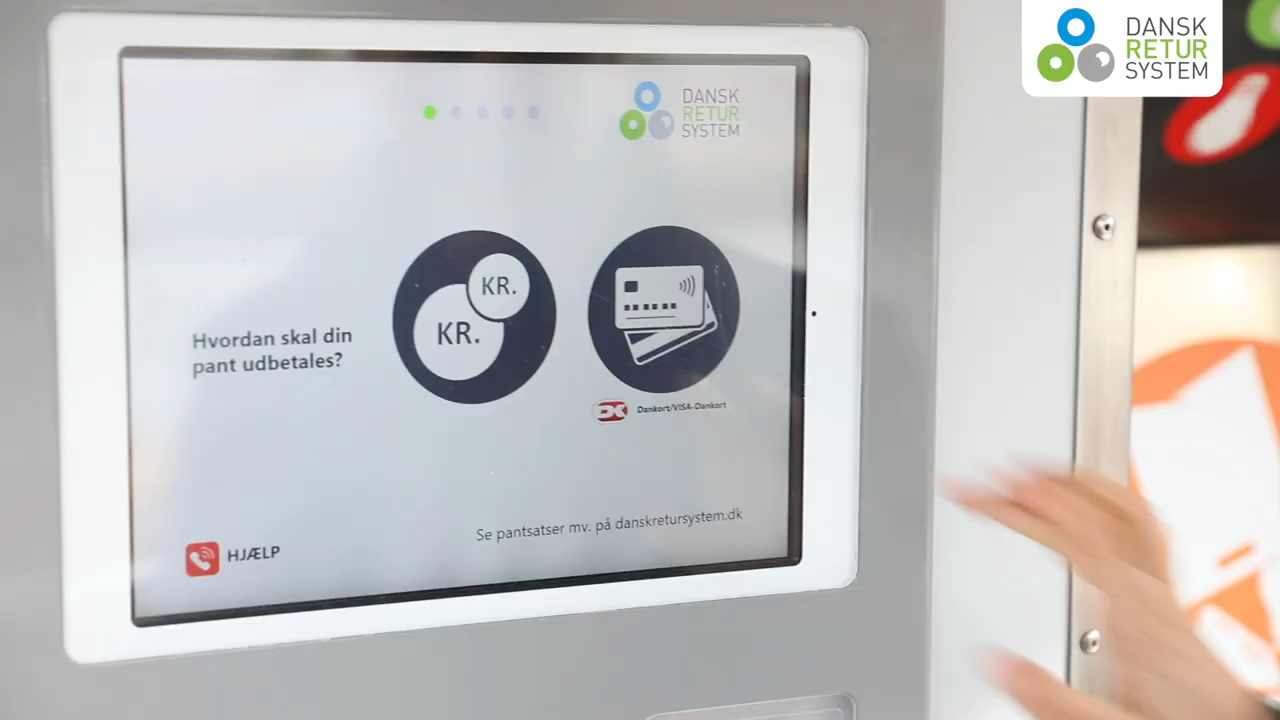 DANSK
RETUR
SYSTEM
DANSK
RETUR
SYSTEM
KR.
KR.
Hvordan skal din
pant udbetales?
DK
Dankort/VISA-Dankort
Se pantsatser mv. på danskretursystem.dk
HJÆLP